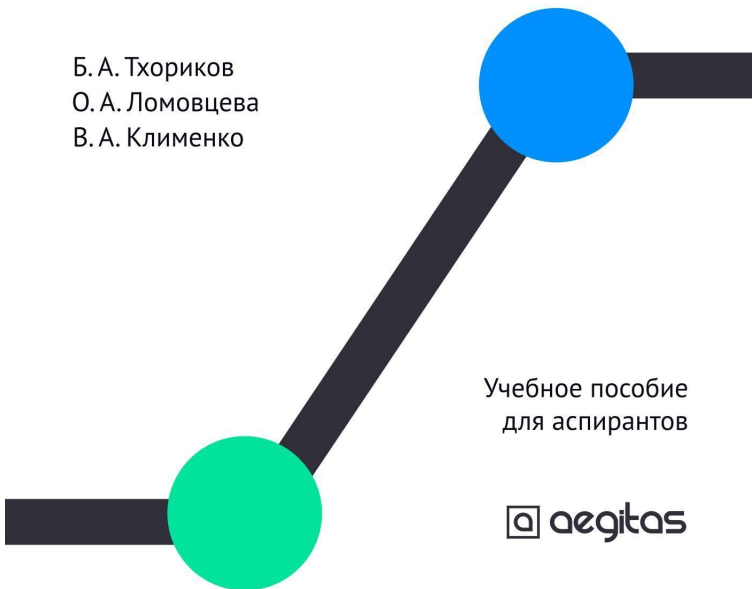 Б. А. Тхориков
О. А. Ломовцева
В. А. Клименко
Учебное пособие
для аспирантов
a aegitas